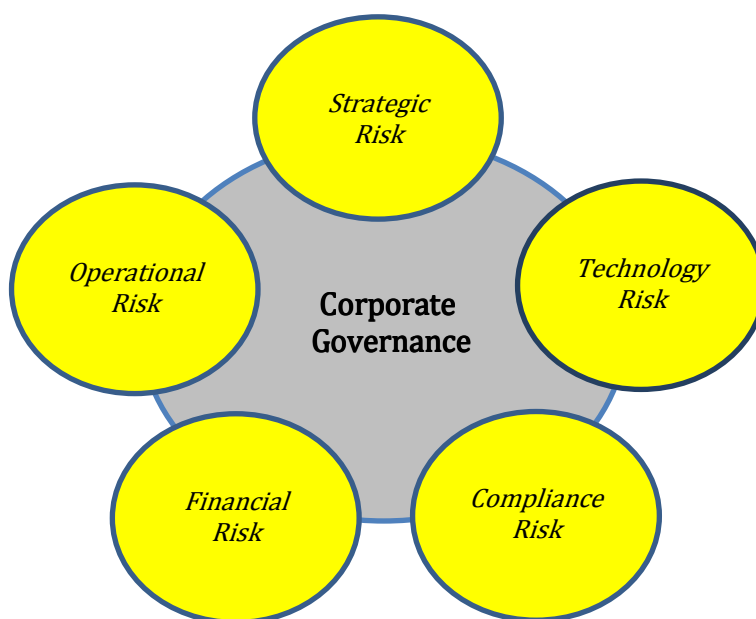 Strategic
Risk
Operational
Risk
Technology
Risk
Corporate
Governance
Financial
Risk
Compliance
Risk